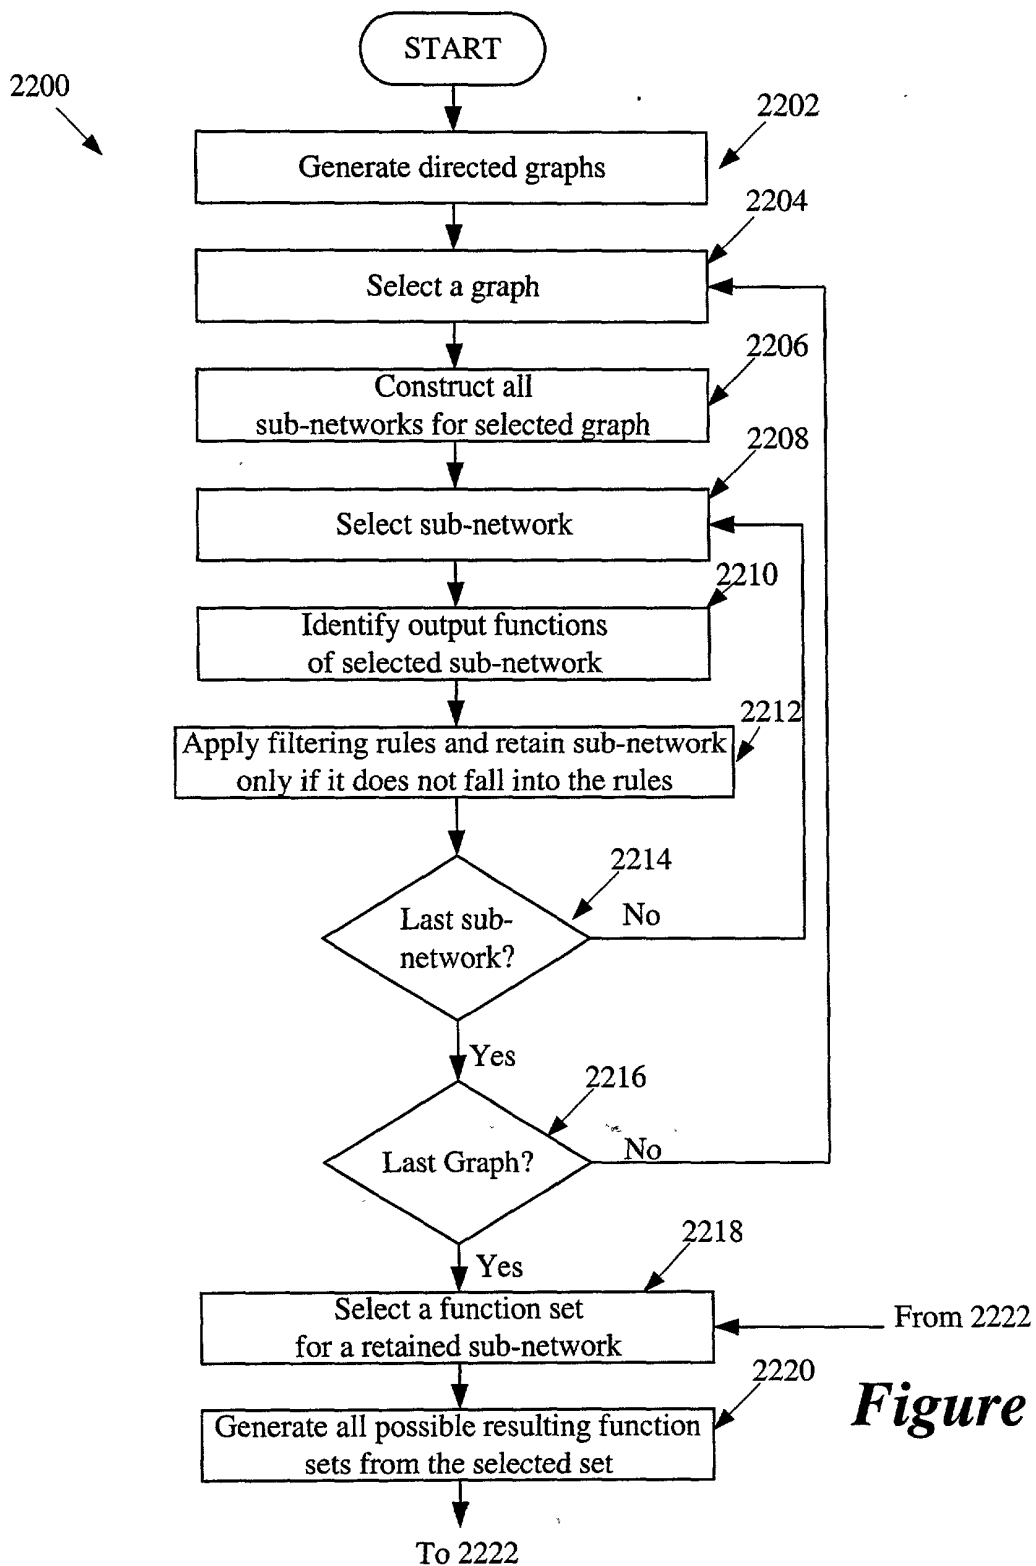 START
2200
2202
Generate directed graphs
2204
Select a graph
2206
Construct all
sub-networks for selected graph
2208
Select sub-network
2210
Identify output functions
of selected sub-network
2212
Apply filtering rules and retain sub-network
only if it does not fall into the rules
2214
Last sub-
network?
No
Yes
2216
Last Graph?
No
2218
Yes
Select a function set
for a retained sub-network
From 2222
2220
Generate all possible resulting function
sets from the selected set
Figure
To 2222